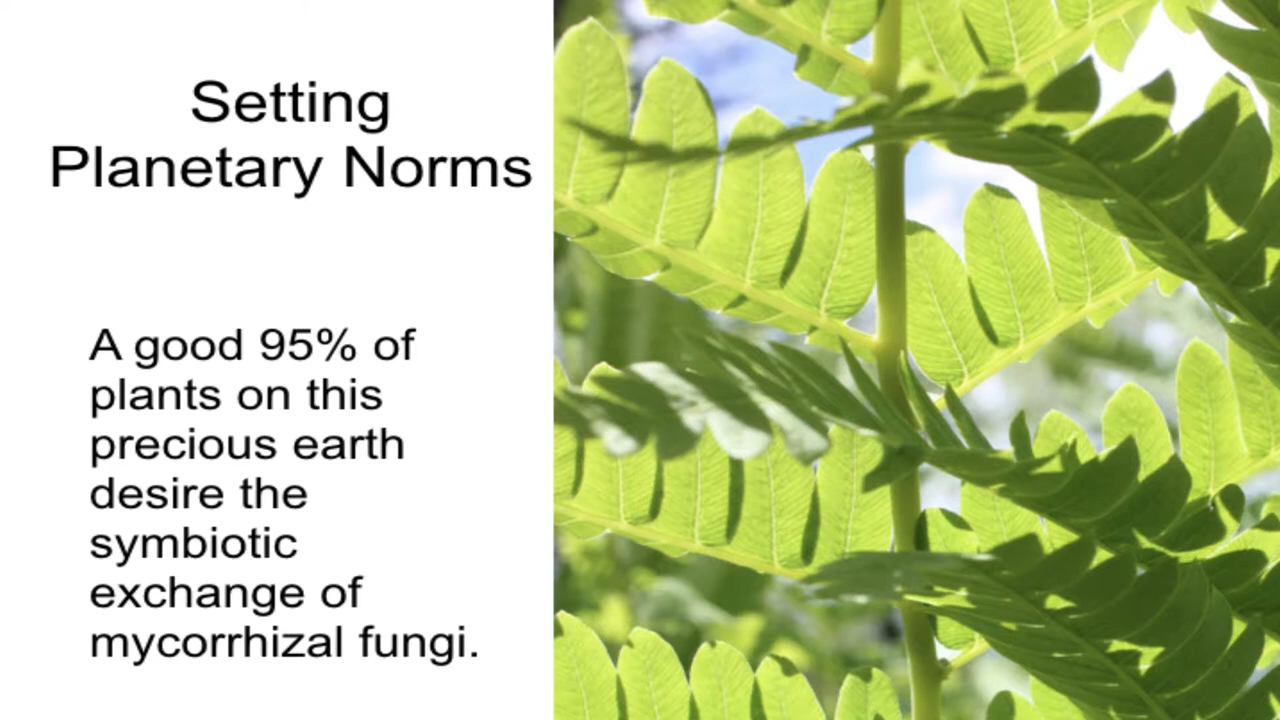 Setting
Planetary Norms
A good 95% of
plants on this
precious earth
desire the
symbiotic
exchange of
mycorrhizal fungi.